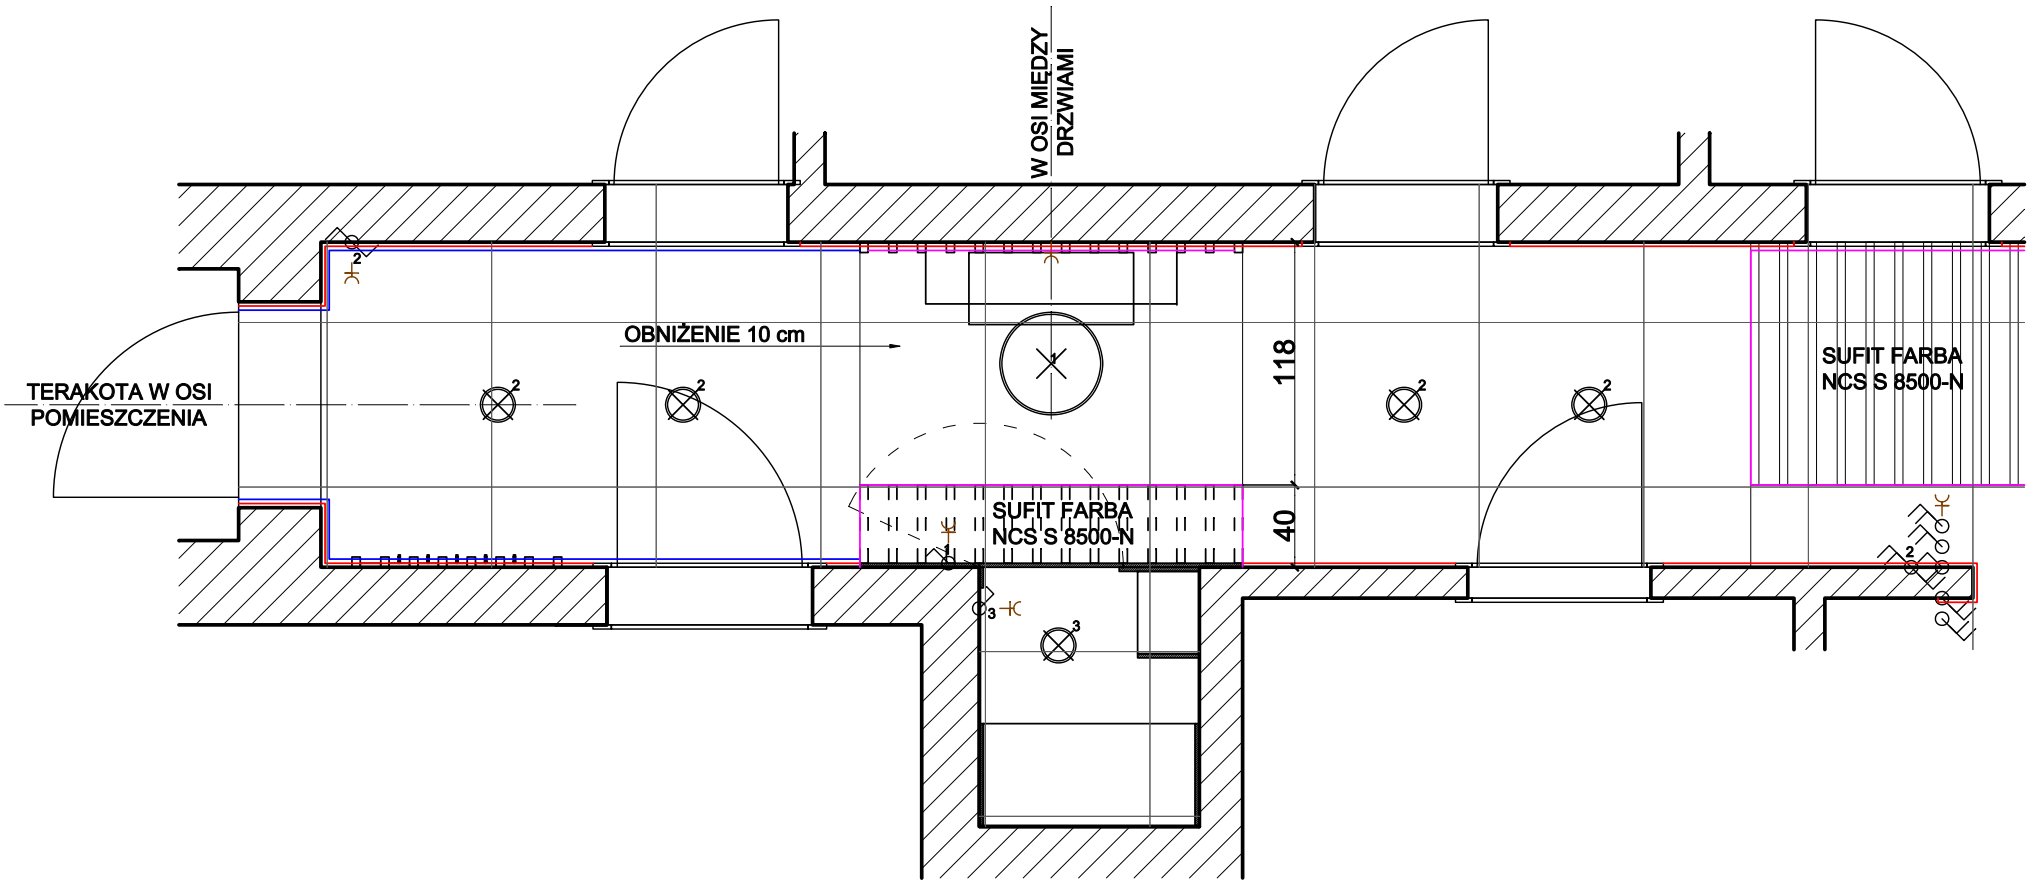 W OSI MIĘDZY
DRZWIAMI
2
OBNIŻENIE 10 cm
1
118
SUFIT FARBA
NCS S 8500-N
TERAKOTA W OSI
POMIESZCZENIA
2
2
2
2
SUFIT FARBA
NCS S 8500-N
40
1
2
3
3